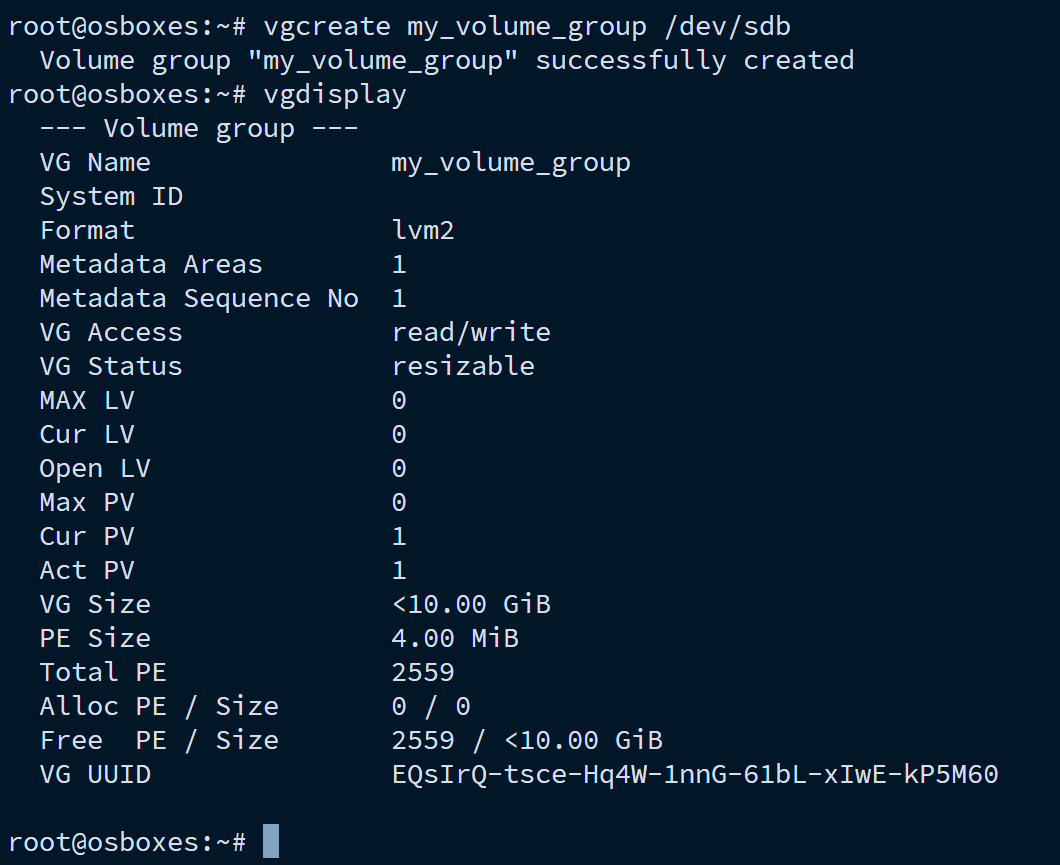 root@osboxes:~# vgcreate my_volume_group /dev/sdb
  Volume group "my_volume_group" successfully created
root@osboxes:~# vgdisplay
  --- Volume group ---
  VG Name               my_volume_group
  System ID
  Format                lvm2
  Metadata Areas        1
  Metadata Sequence No  1
  VG Access             read/write
  VG Status             resizable
  MAX LV                0
  Cur LV                0
  Open LV               0
  Max PV                0
  Cur PV                1
  Act PV                1
  VG Size               <10.00 GiB
  PE Size               4.00 MiB
  Total PE              2559
  Alloc PE / Size       0 / 0
  Free  PE / Size       2559 / <10.00 GiB
  VG UUID               EQsIrQ-tsce-Hq4W-1nnG-61bL-xIwE-kP5M60

root@osboxes:~#